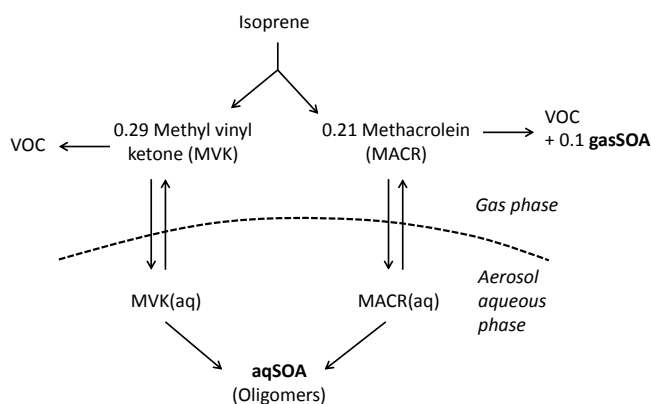 Isoprene
VOC
0.29 Methyl vinyl
ketone (MVK)
0.21 Methacrolein
(MACR)
VOC
+ 0.1 gasSOA
Gas phase
Aerosol
aqueous
phase
MVK(aq)
MACR(aq)
aqSOA
(Oligomers)